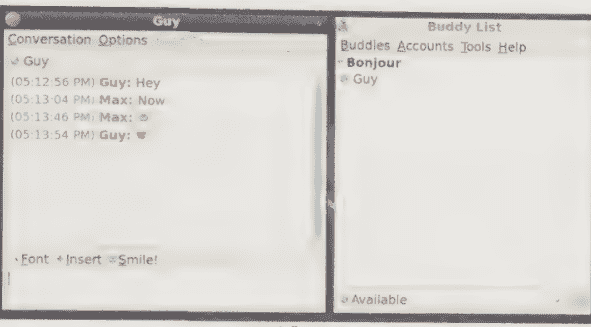 Guy
Conversation Options
Guy
(05:12:56 PM) Guy: Hey
(05:13:04 PM) Max: Now
(05:13:46 PM) Max:
(05:13:54 PM) Guy:
Font Insert Smile!
Buddy List
Buddies Accounts Tools Help
Bonjour
Guy
Available